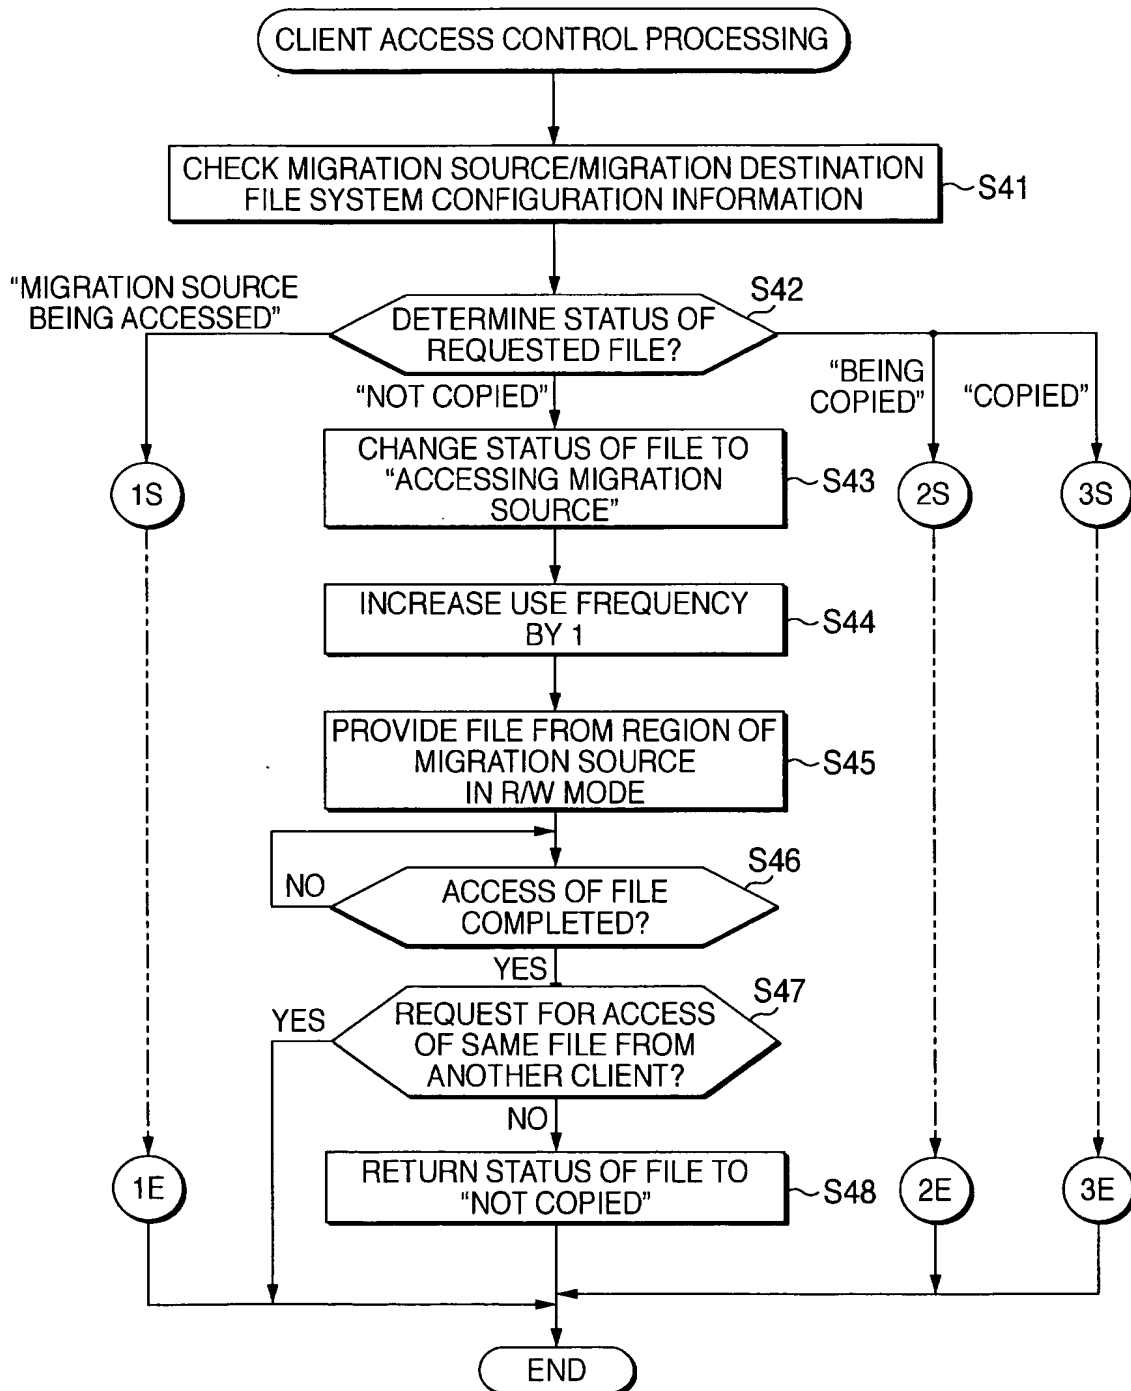 CLIENT ACCESS CONTROL PROCESSING
CHECK MIGRATION SOURCE/MIGRATION DESTINATION
FILE SYSTEM CONFIGURATION INFORMATION
S41
“MIGRATION SOURCE
BEING ACCESSED”
S42
DETERMINE STATUS OF
REQUESTED FILE?
“NOT COPIED”
“BEING
COPIED”
“COPIED”
1S
CHANGE STATUS OF FILE TO
“ACCESSING MIGRATION
SOURCE”
S43
2S
3S
INCREASE USE FREQUENCY
BY 1
S44
PROVIDE FILE FROM REGION OF
MIGRATION SOURCE
IN R/W MODE
S45
S46
NO
ACCESS OF FILE
COMPLETED?
YES
S47
YES
REQUEST FOR ACCESS
OF SAME FILE FROM
ANOTHER CLIENT?
NO
1E
RETURN STATUS OF FILE TO
“NOT COPIED”
S48
2E
3E
END